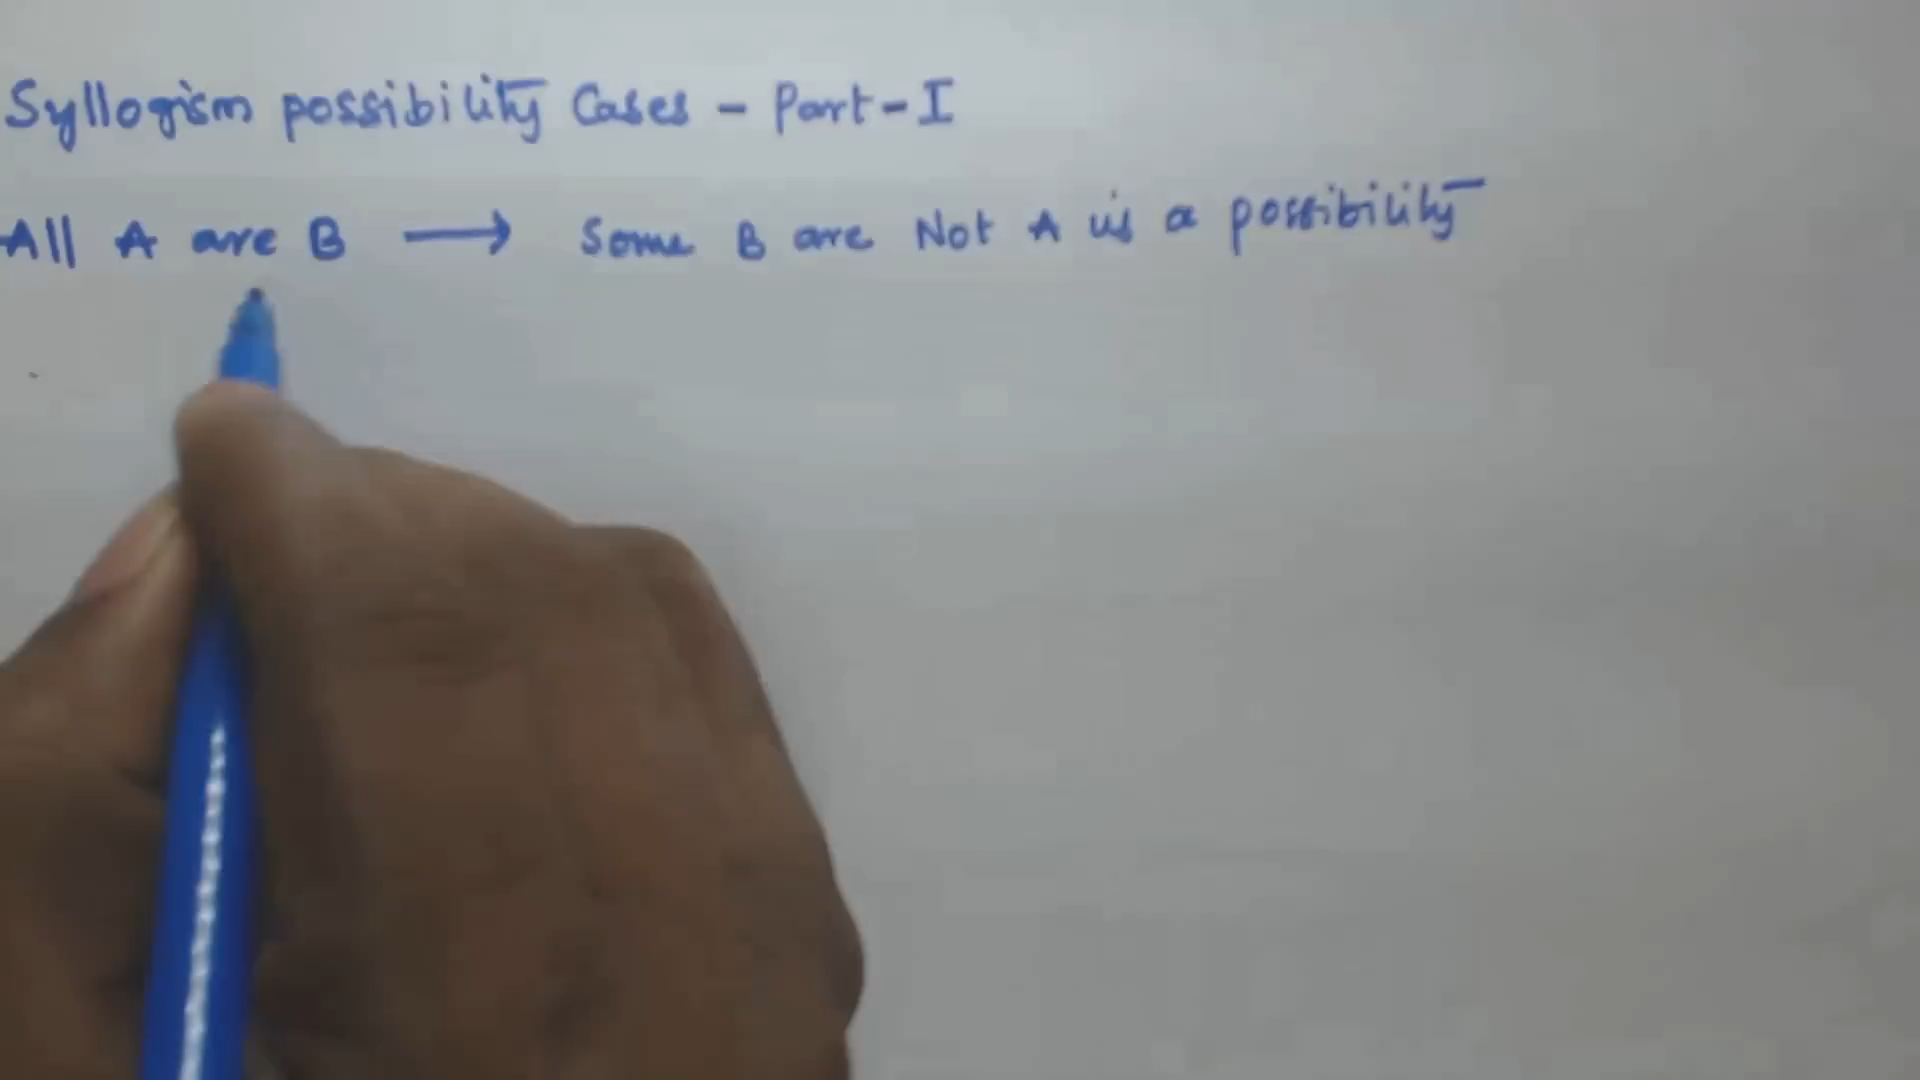 Syllogism possibility Cases - Part-I
All A are B → Some B are Not A is a possibility